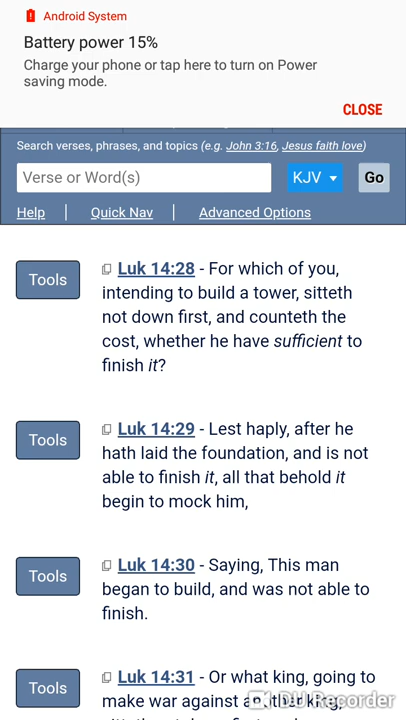 Android System
Battery power 15%
Charge your phone or tap here to turn on Power
saving mode.
CLOSE
Search verses, phrases, and topics (e.g. John 3:16, Jesus faith love)
Verse or Word(s)
KJV
Go
Help
Quick Nav
Advanced Options
Tools
Luk 14:28 - For which of you,
intending to build a tower, sitteth
not down first, and counteth the
cost, whether he have sufficient to
finish it?
Tools
Luk 14:29 - Lest haply, after he
hath laid the foundation, and is not
able to finish it, all that behold it
begin to mock him,
Tools
Luk 14:30 - Saying, This man
began to build, and was not able to
finish.
Tools
Luk 14:31 - Or what king, going to
make war against another king,
DU Recorder